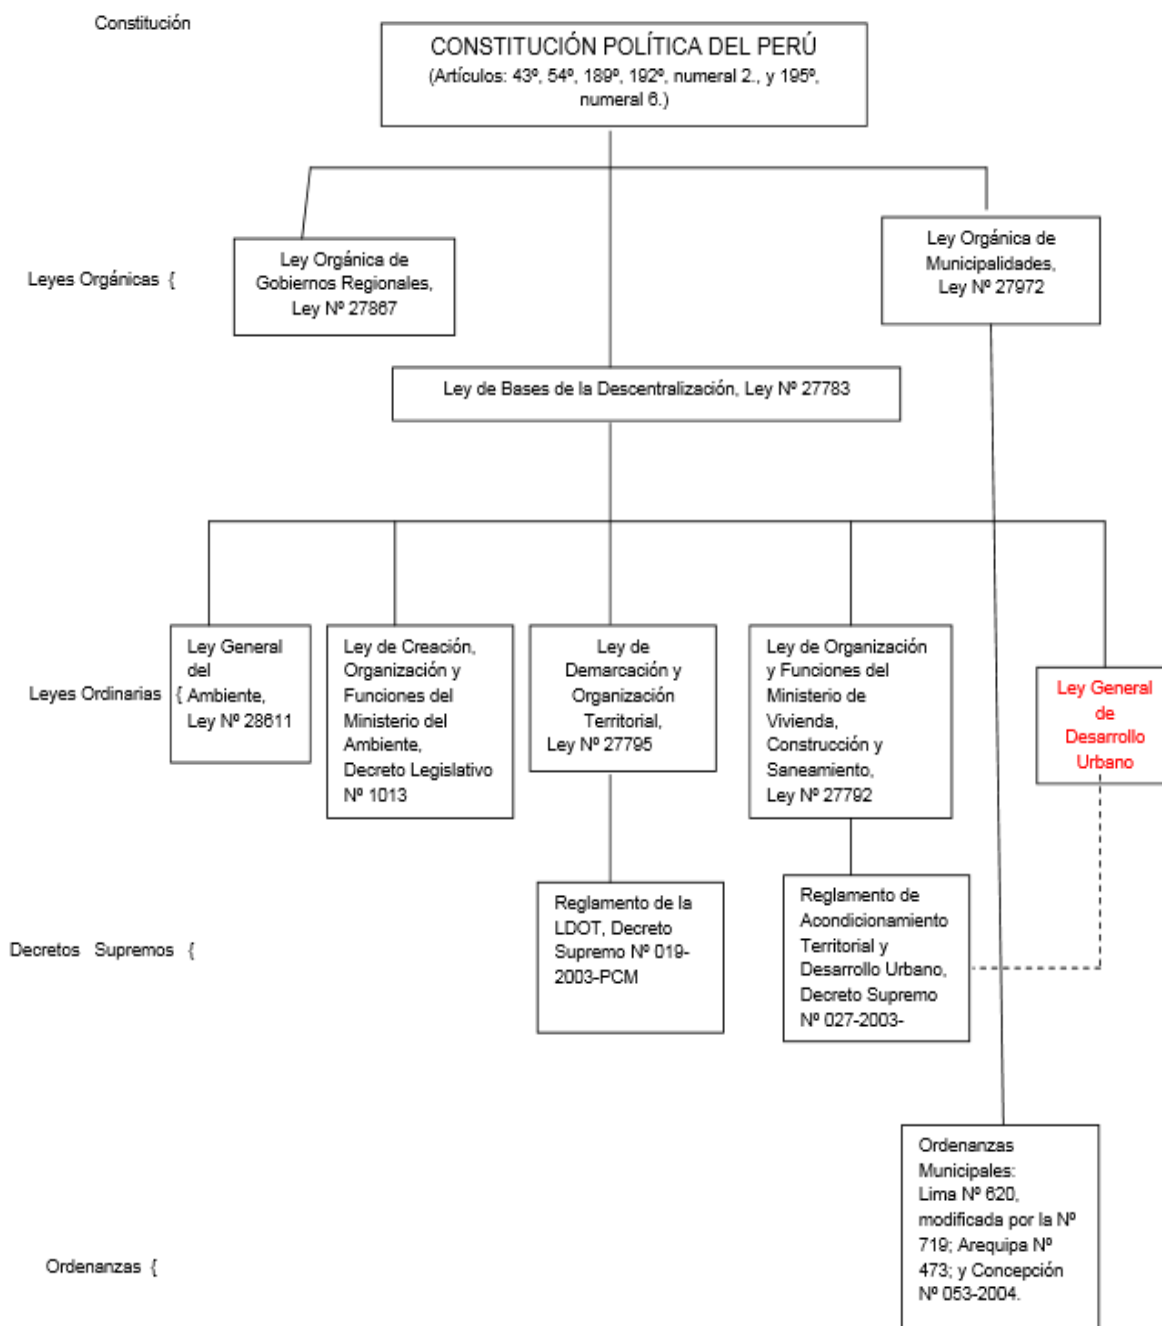 Constitución
CONSTITUCIÓN POLÍTICA DEL PERÚ
(Artículos: 43º, 54º, 189º, 192º, numeral 2., y 195º,
numeral 6.)
Leyes Orgánicas {
Ley Orgánica de
Gobiernos Regionales,
Ley Nº 27867
Ley Orgánica de
Municipalidades,
Ley Nº 27972
Ley de Bases de la Descentralización, Ley Nº 27783
Leyes Ordinarias {
Ley General
del
Ambiente,
Ley Nº 28611
Ley de Creación,
Organización y
Funciones del
Ministerio del
Ambiente,
Decreto Legislativo
Nº 1013
Ley de
Demarcación y
Organización
Territorial,
Ley Nº 27795
Ley de Organización
y Funciones del
Ministerio de
Vivienda,
Construcción y
Saneamiento,
Ley Nº 27792
Ley General
de
Desarrollo
Urbano
Decretos Supremos {
Reglamento de la
LDOT, Decreto
Supremo Nº 019-
2003-PCM
Reglamento de
Acondicionamiento
Territorial y
Desarrollo Urbano,
Decreto Supremo
Nº 027-2003-
Ordenanzas {
Ordenanzas
Municipales:
Lima Nº 620,
modificada por la Nº
719; Arequipa Nº
473; y Concepción
Nº 053-2004.